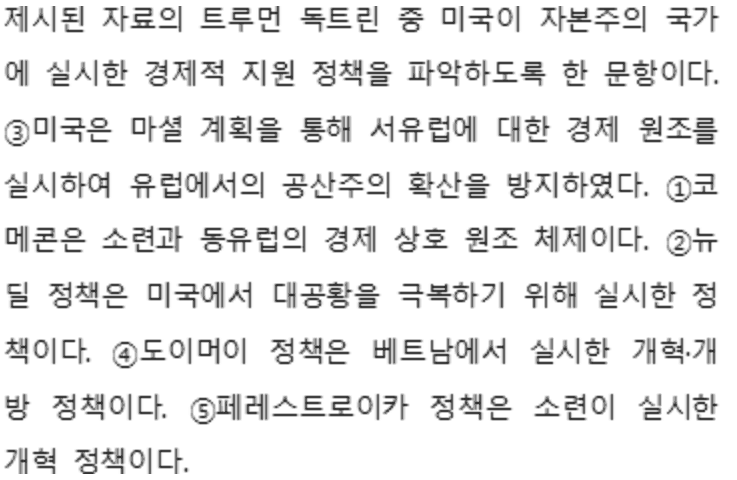 제시된 자료의 트루먼 독트린 중 미국이 자본주의 국가
에 실시한 경제적 지원 정책을 파악하도록 한 문항이다.
③미국은 마셜 계획을 통해 서유럽에 대한 경제 원조를
실시하여 유럽에서의 공산주의 확산을 방지하였다. ①코
메콘은 소련과 동유럽의 경제 상호 원조 체제이다. ②뉴
딜 정책은 미국에서 대공황을 극복하기 위해 실시한 정
책이다. ④도이머이 정책은 베트남에서 실시한 개혁·개
방 정책이다. ⑤페레스트로이카 정책은 소련이 실시한
개혁 정책이다.